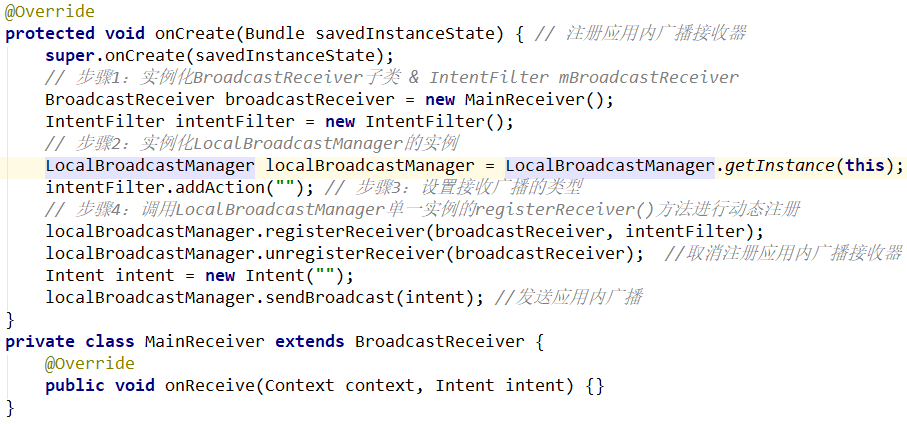 @Override
protected void onCreate(Bundle savedInstanceState) { // 注册应用内广播接收器
    super.onCreate(savedInstanceState);
    // 步骤1：实例化BroadcastReceiver子类 & IntentFilter mBroadcastReceiver
    BroadcastReceiver broadcastReceiver = new MainReceiver();
    IntentFilter intentFilter = new IntentFilter();
    // 步骤2：实例化LocalBroadcastManager的实例
    LocalBroadcastManager localBroadcastManager = LocalBroadcastManager.getInstance(this);
    intentFilter.addAction(""); // 步骤3：设置接收广播的类型
    // 步骤4：调用LocalBroadcastManager单一实例的registerReceiver()方法进行动态注册
    localBroadcastManager.registerReceiver(broadcastReceiver, intentFilter);
    localBroadcastManager.unregisterReceiver(broadcastReceiver);  //取消注册应用内广播接收器
    Intent intent = new Intent("");
    localBroadcastManager.sendBroadcast(intent); //发送应用内广播
}
private class MainReceiver extends BroadcastReceiver {
    @Override
    public void onReceive(Context context, Intent intent) {}
}